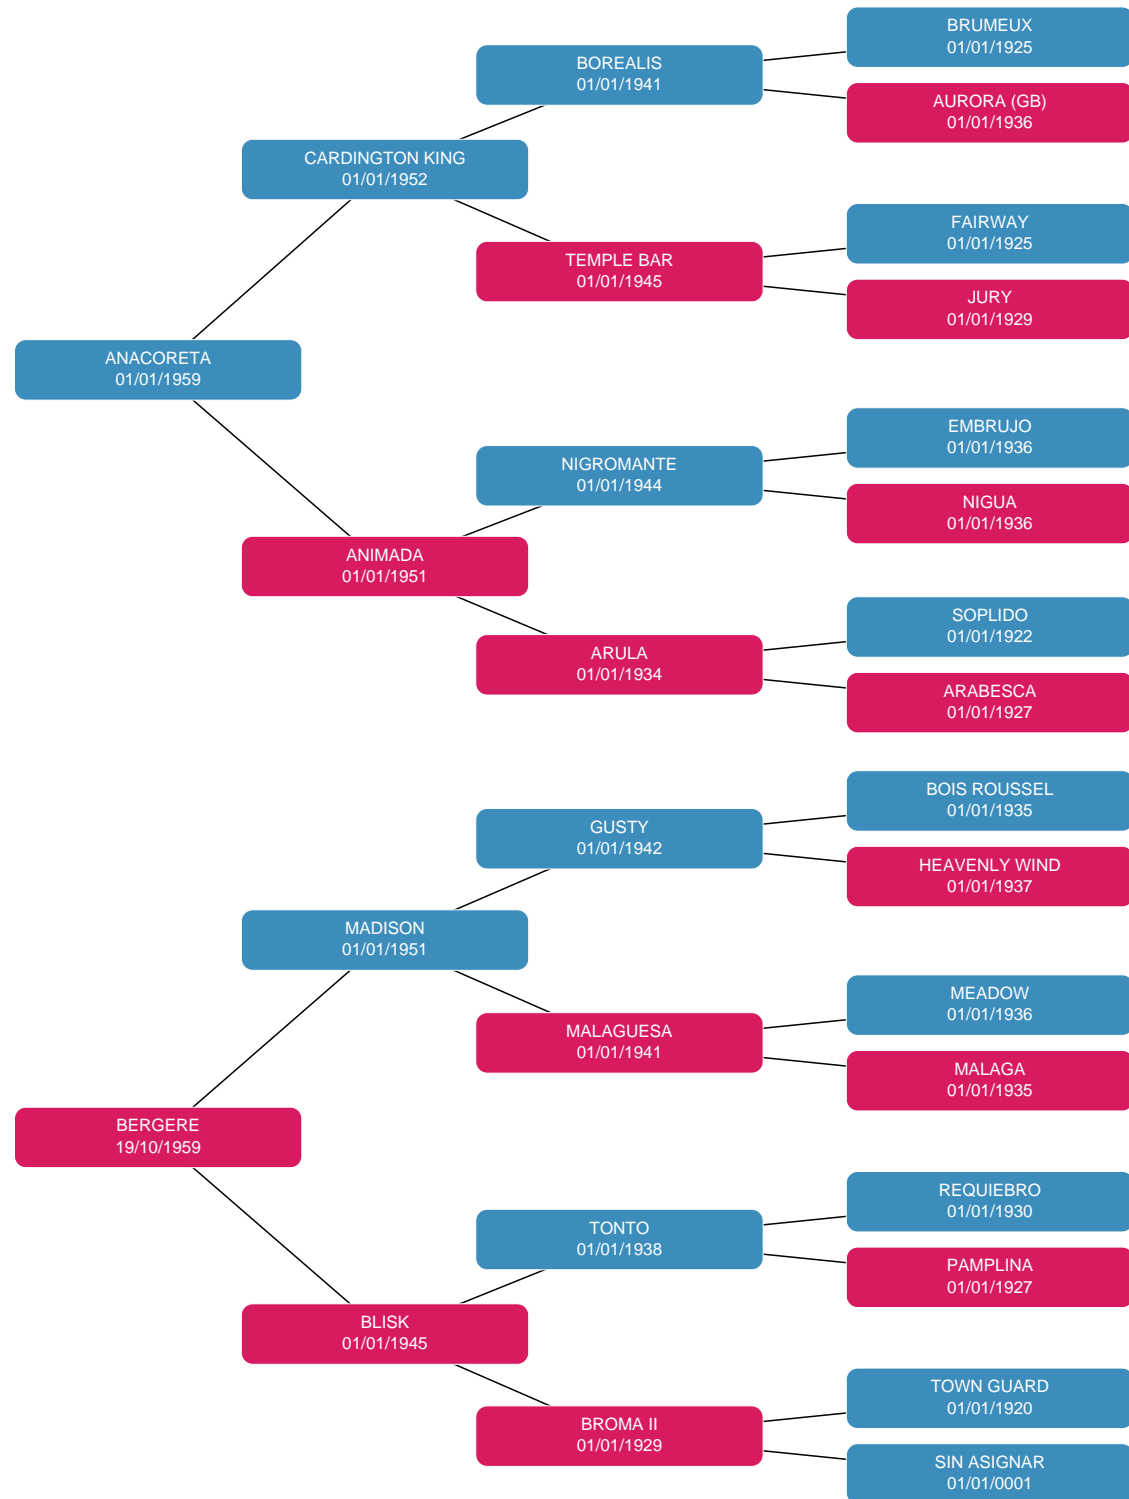 BRUMEUX
01/01/1925
BOREALIS
01/01/1941
AURORA (GB)
01/01/1936
CARDINGTON KING
01/01/1952
FAIRWAY
01/01/1925
TEMPLE BAR
01/01/1945
JURY
01/01/1929
ANACORETA
01/01/1959
EMBRUJO
01/01/1936
NIGROMANTE
01/01/1944
NIGUA
01/01/1936
ANIMADA
01/01/1951
SOPLIDO
01/01/1922
ARULA
01/01/1934
ARABESCA
01/01/1927
BOIS ROUSSEL
01/01/1935
GUSTY
01/01/1942
HEAVENLY WIND
01/01/1937
MADISON
01/01/1951
MEADOW
01/01/1936
MALAGUESA
01/01/1941
MALAGA
01/01/1935
BERGERE
19/10/1959
REQUIEBRO
01/01/1930
TONTO
01/01/1938
PAMPLINA
01/01/1927
BLISK
01/01/1945
TOWN GUARD
01/01/1920
BROMA II
01/01/1929
SIN ASIGNAR
01/01/0001